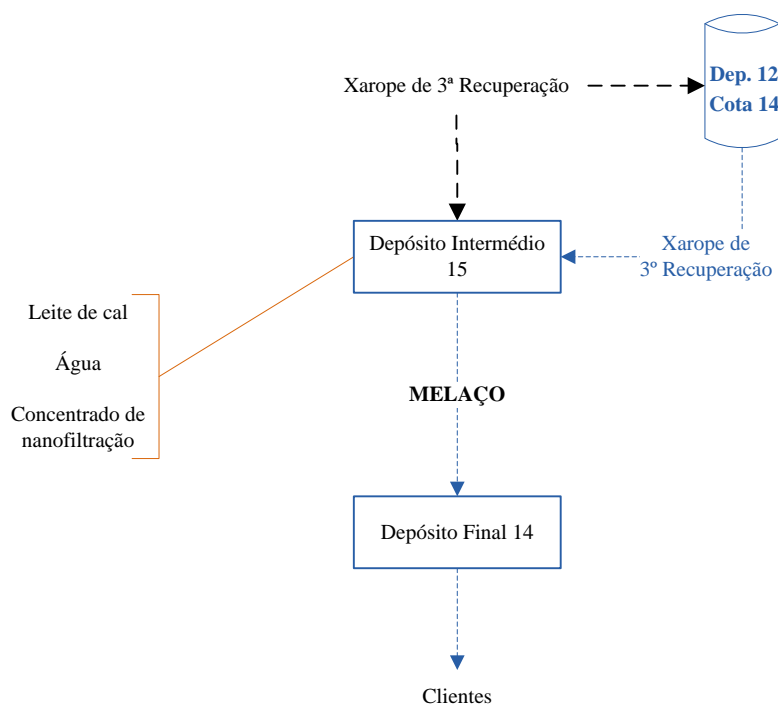 Dep. 12
Cota 14
Xarope de 3ª Recuperação
Depósito Intermédio
15
Xarope de
3º Recuperação
Leite de cal
Água
Concentrado de
nanofiltração
MELAÇO
Depósito Final 14
Clientes